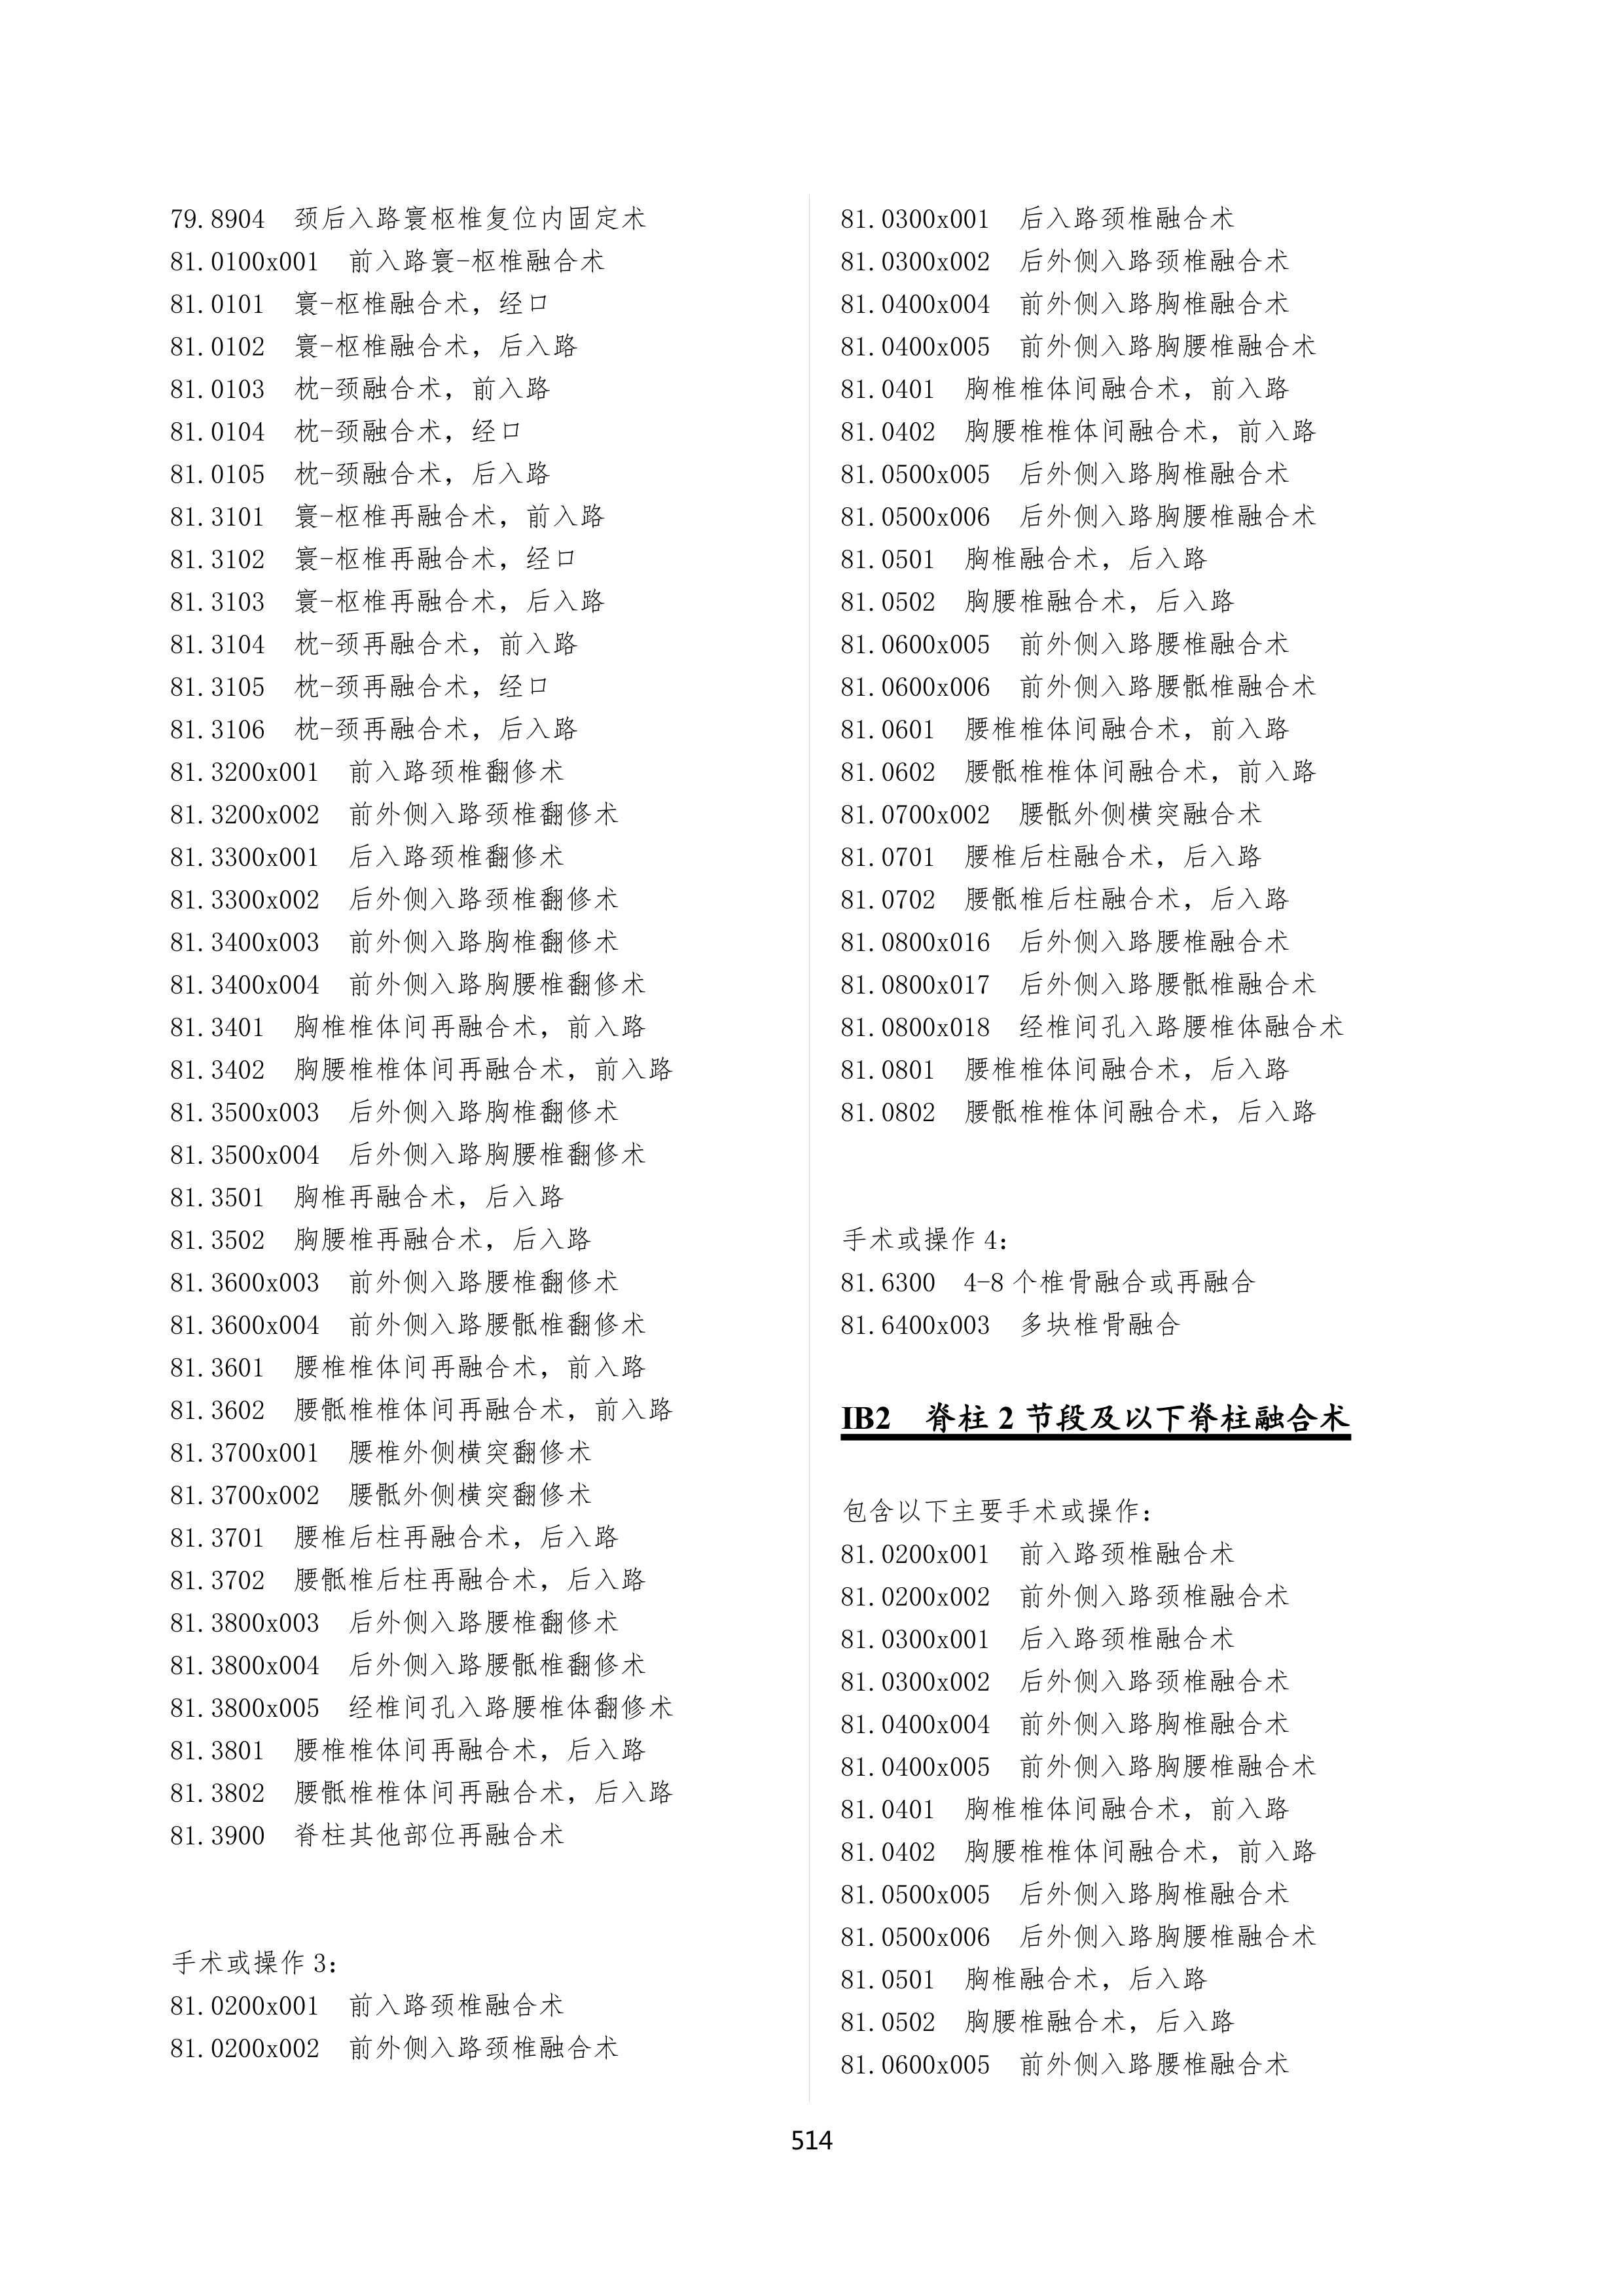 79.8904 颈后入路寰枢椎复位内固定术
81.0100x001 前入路寰-枢椎融合术
81.0101 寰-枢椎融合术，经口
81.0102 寰-枢椎融合术，后入路
81.0103 枕-颈融合术，前入路
81.0104 枕-颈融合术，经口
81.0105 枕-颈融合术，后入路
81.3101 寰-枢椎再融合术，前入路
81.3102 寰-枢椎再融合术，经口
81.3103 寰-枢椎再融合术，后入路
81.3104 枕-颈再融合术，前入路
81.3105 枕-颈再融合术，经口
81.3106 枕-颈再融合术，后入路
81.3200x001 前入路颈椎翻修术
81.3200x002 前外侧入路颈椎翻修术
81.3300x001 后入路颈椎翻修术
81.3300x002 后外侧入路颈椎翻修术
81.3400x003 前外侧入路胸椎翻修术
81.3400x004 前外侧入路胸腰椎翻修术
81.3401 胸椎椎体间再融合术，前入路
81.3402 胸腰椎椎体间再融合术，前入路
81.3500x003 后外侧入路胸椎翻修术
81.3500x004 后外侧入路胸腰椎翻修术
81.3501 胸椎再融合术，后入路
81.3502 胸腰椎再融合术，后入路
81.3600x003 前外侧入路腰椎翻修术
81.3600x004 前外侧入路腰骶椎翻修术
81.3601 腰椎椎体间再融合术，前入路
81.3602 腰骶椎椎体间再融合术，前入路
81.3700x001 腰椎外侧横突翻修术
81.3700x002 腰骶外侧横突翻修术
81.3701 腰椎后柱再融合术，后入路
81.3702 腰骶椎后柱再融合术，后入路
81.3800x003 后外侧入路腰椎翻修术
81.3800x004 后外侧入路腰骶椎翻修术
81.3800x005 经椎间孔入路腰椎体翻修术
81.3801 腰椎椎体间再融合术，后入路
81.3802 腰骶椎椎体间再融合术，后入路
81.3900 脊柱其他部位再融合术
手术或操作 3：
81.0200x001 前入路颈椎融合术
81.0200x002 前外侧入路颈椎融合术
81.0300x001 后入路颈椎融合术
81.0300x002 后外侧入路颈椎融合术
81.0400x004 前外侧入路胸椎融合术
81.0400x005 前外侧入路胸腰椎融合术
81.0401 胸椎椎体间融合术，前入路
81.0402 胸腰椎椎体间融合术，前入路
81.0500x005 后外侧入路胸椎融合术
81.0500x006 后外侧入路胸腰椎融合术
81.0501 胸椎融合术，后入路
81.0502 胸腰椎融合术，后入路
81.0600x005 前外侧入路腰椎融合术
81.0600x006 前外侧入路腰骶椎融合术
81.0601 腰椎椎体间融合术，前入路
81.0602 腰骶椎椎体间融合术，前入路
81.0700x002 腰骶外侧横突融合术
81.0701 腰椎后柱融合术，后入路
81.0702 腰骶椎后柱融合术，后入路
81.0800x016 后外侧入路腰椎融合术
81.0800x017 后外侧入路腰骶椎融合术
81.0800x018 经椎间孔入路腰椎体融合术
81.0801 腰椎椎体间融合术，后入路
81.0802 腰骶椎椎体间融合术，后入路
手术或操作 4：
81.6300 4-8 个椎骨融合或再融合
81.6400x003 多块椎骨融合
IB2 脊柱 2 节段及以下脊柱融合术
包含以下主要手术或操作：
81.0200x001 前入路颈椎融合术
81.0200x002 前外侧入路颈椎融合术
81.0300x001 后入路颈椎融合术
81.0300x002 后外侧入路颈椎融合术
81.0400x004 前外侧入路胸椎融合术
81.0400x005 前外侧入路胸腰椎融合术
81.0401 胸椎椎体间融合术，前入路
81.0402 胸腰椎椎体间融合术，前入路
81.0500x005 后外侧入路胸椎融合术
81.0500x006 后外侧入路胸腰椎融合术
81.0501 胸椎融合术，后入路
81.0502 胸腰椎融合术，后入路
81.0600x005 前外侧入路腰椎融合术
514